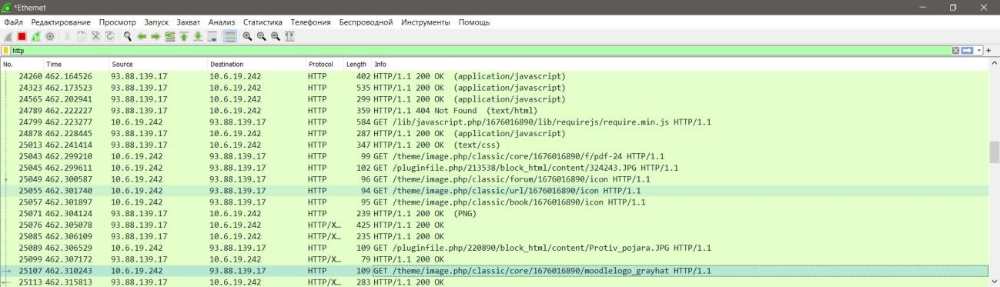 *Ethernet
Файл Редактирование Просмотр Запуск Захват Анализ Статистика Телефония Беспроводной Инструменты Помощь
http
No. Time Source Destination Protocol Length Info
24260 462.164526 93.88.139.17 10.6.19.242 HTTP 402 HTTP/1.1 200 OK (application/javascript)
24323 462.173523 93.88.139.17 10.6.19.242 HTTP 535 HTTP/1.1 200 OK (application/javascript)
24565 462.202941 93.88.139.17 10.6.19.242 HTTP 299 HTTP/1.1 200 OK (application/javascript)
24789 462.222227 93.88.139.17 10.6.19.242 HTTP 359 HTTP/1.1 404 Not Found (text/html)
24799 462.223277 10.6.19.242 93.88.139.17 HTTP 584 GET /lib/javascript.php/1676016890/lib/requirejs/require.min.js HTTP/1.1
24878 462.228445 93.88.139.17 10.6.19.242 HTTP 287 HTTP/1.1 200 OK (application/javascript)
25013 462.241414 93.88.139.17 10.6.19.242 HTTP 347 HTTP/1.1 200 OK (text/css)
25043 462.299210 10.6.19.242 93.88.139.17 HTTP 99 GET /theme/image.php/classic/core/1676016890/f/pdf-24 HTTP/1.1
25045 462.299611 10.6.19.242 93.88.139.17 HTTP 102 GET /pluginfile.php/213538/block_html/content/324243.JPG HTTP/1.1
25049 462.300587 10.6.19.242 93.88.139.17 HTTP 96 GET /theme/image.php/classic/forum/1676016890/icon HTTP/1.1
25055 462.301740 10.6.19.242 93.88.139.17 HTTP 94 GET /theme/image.php/classic/url/1676016890/icon HTTP/1.1
25057 462.301897 10.6.19.242 93.88.139.17 HTTP 95 GET /theme/image.php/classic/book/1676016890/icon HTTP/1.1
25071 462.304124 93.88.139.17 10.6.19.242 HTTP 239 HTTP/1.1 200 OK (PNG)
25076 462.305078 93.88.139.17 10.6.19.242 HTTP/X… 425 HTTP/1.1 200 OK
25085 462.306109 93.88.139.17 10.6.19.242 HTTP/X… 235 HTTP/1.1 200 OK
25089 462.306529 10.6.19.242 93.88.139.17 HTTP 109 GET /pluginfile.php/220890/block_html/content/Protiv_pojara.JPG HTTP/1.1
25099 462.307172 93.88.139.17 10.6.19.242 HTTP/X… 79 HTTP/1.1 200 OK
25107 462.310243 10.6.19.242 93.88.139.17 HTTP 109 GET /theme/image.php/classic/core/1676016890/moodlelogo_grayhat HTTP/1.1
25113 462.315813 93.88.139.17 10.6.19.242 HTTP/X… 283 HTTP/1.1 200 OK